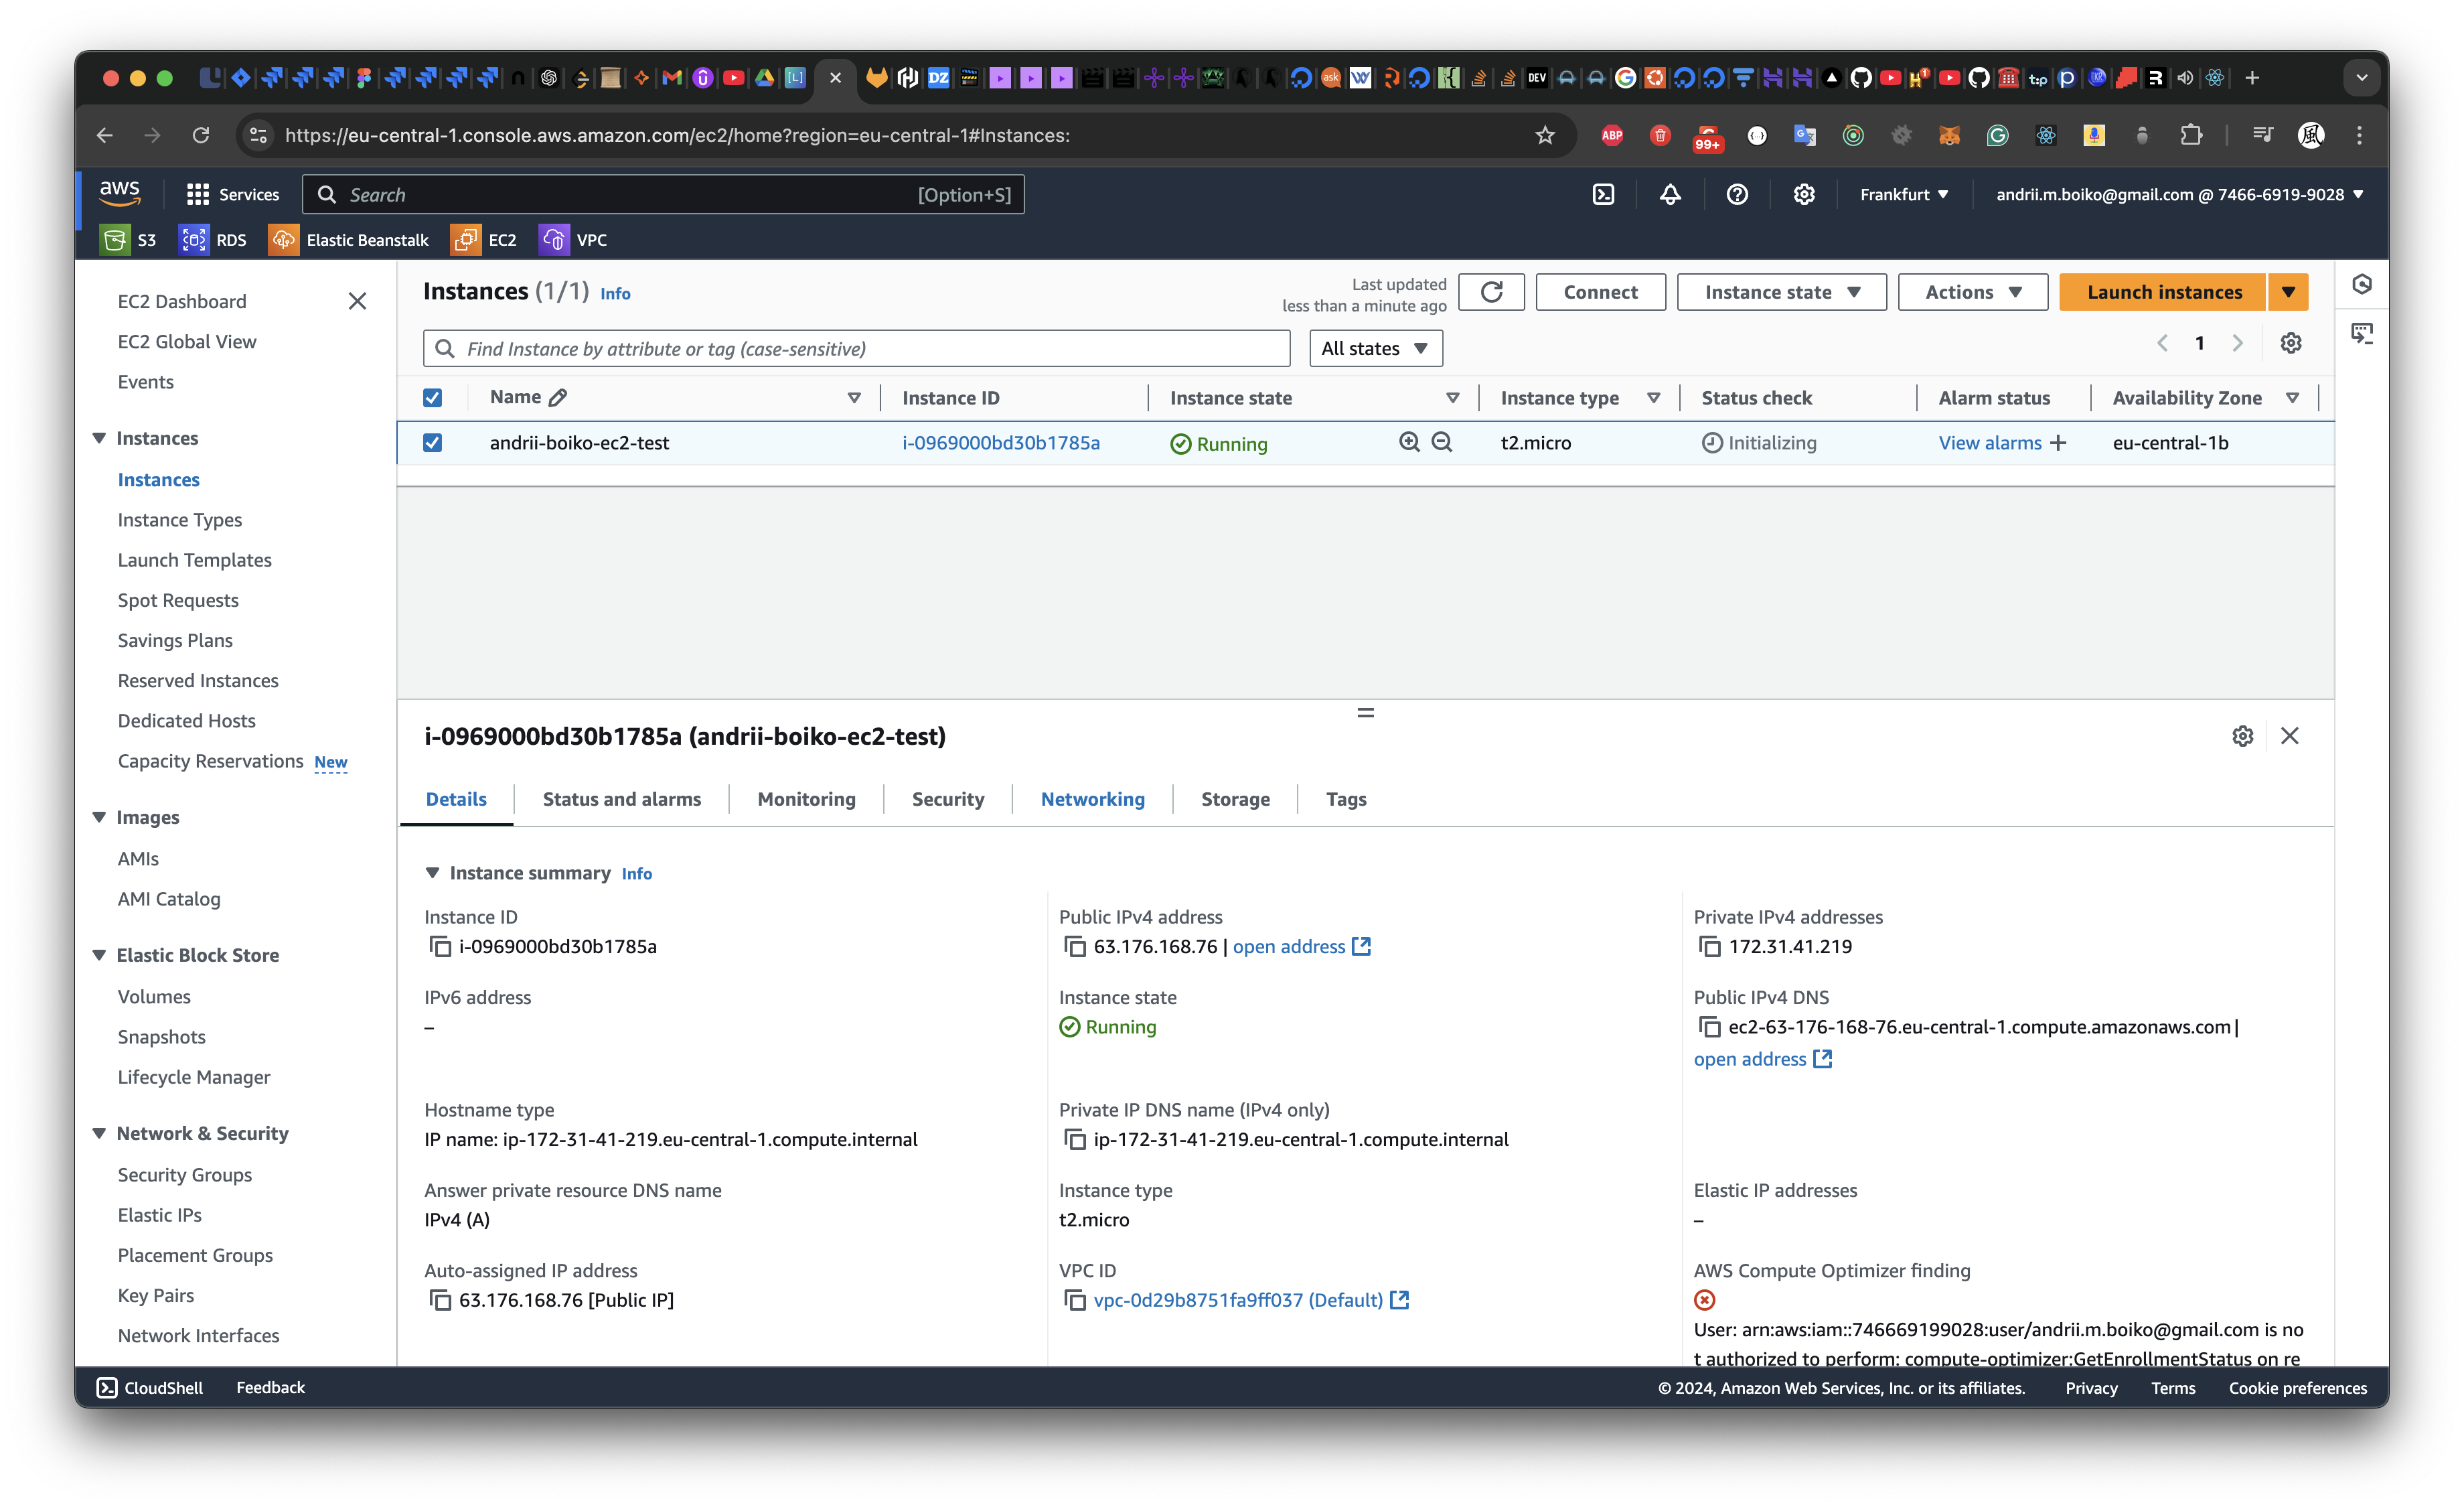 https://eu-central-1.console.aws.amazon.com/ec2/home?region=eu-central-1#Instances:
ABP
99+
aws
Services
Search
[Option+S]
Frankfurt
andrii.m.boiko@gmail.com @ 7466-6919-9028
S3
RDS
Elastic Beanstalk
EC2
VPC
EC2 Dashboard
EC2 Global View
Events
Instances
Instances
Instance Types
Launch Templates
Spot Requests
Savings Plans
Reserved Instances
Dedicated Hosts
Capacity Reservations New
Images
AMIs
AMI Catalog
Elastic Block Store
Volumes
Snapshots
Lifecycle Manager
Network & Security
Security Groups
Elastic IPs
Placement Groups
Key Pairs
Network Interfaces
Instances (1/1) Info
Last updated
less than a minute ago
Connect
Instance state
Actions
Launch instances
Find Instance by attribute or tag (case-sensitive)
All states
1
Name Instance ID Instance state Instance type Status check Alarm status Availability Zone
andrii-boiko-ec2-test i-0969000bd30b1785a Running t2.micro Initializing View alarms + eu-central-1b
i-0969000bd30b1785a (andrii-boiko-ec2-test)
Details
Status and alarms
Monitoring
Security
Networking
Storage
Tags
Instance summary Info
Instance ID
i-0969000bd30b1785a
Public IPv4 address
63.176.168.76 | open address
Private IPv4 addresses
172.31.41.219
IPv6 address
–
Instance state
Running
Public IPv4 DNS
ec2-63-176-168-76.eu-central-1.compute.amazonaws.com |
open address
Hostname type
IP name: ip-172-31-41-219.eu-central-1.compute.internal
Private IP DNS name (IPv4 only)
ip-172-31-41-219.eu-central-1.compute.internal
Answer private resource DNS name
IPv4 (A)
Instance type
t2.micro
Elastic IP addresses
–
Auto-assigned IP address
63.176.168.76 [Public IP]
VPC ID
vpc-0d29b8751fa9ff037 (Default)
AWS Compute Optimizer finding
User: arn:aws:iam::746669199028:user/andrii.m.boiko@gmail.com is no
t authorized to perform: compute-optimizer:GetEnrollmentStatus on re
CloudShell
Feedback
© 2024, Amazon Web Services, Inc. or its affiliates.
Privacy
Terms
Cookie preferences